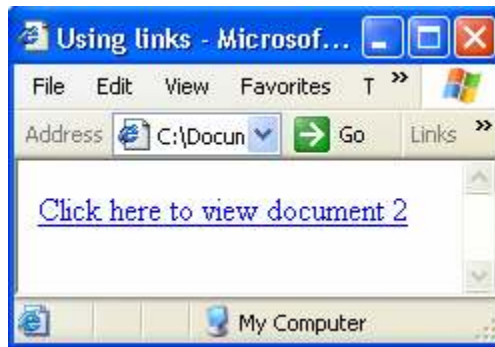 Using links - Microsof...
File Edit View Favorites T »
Address C:\Docun Go Links »
Click here to view document 2
My Computer